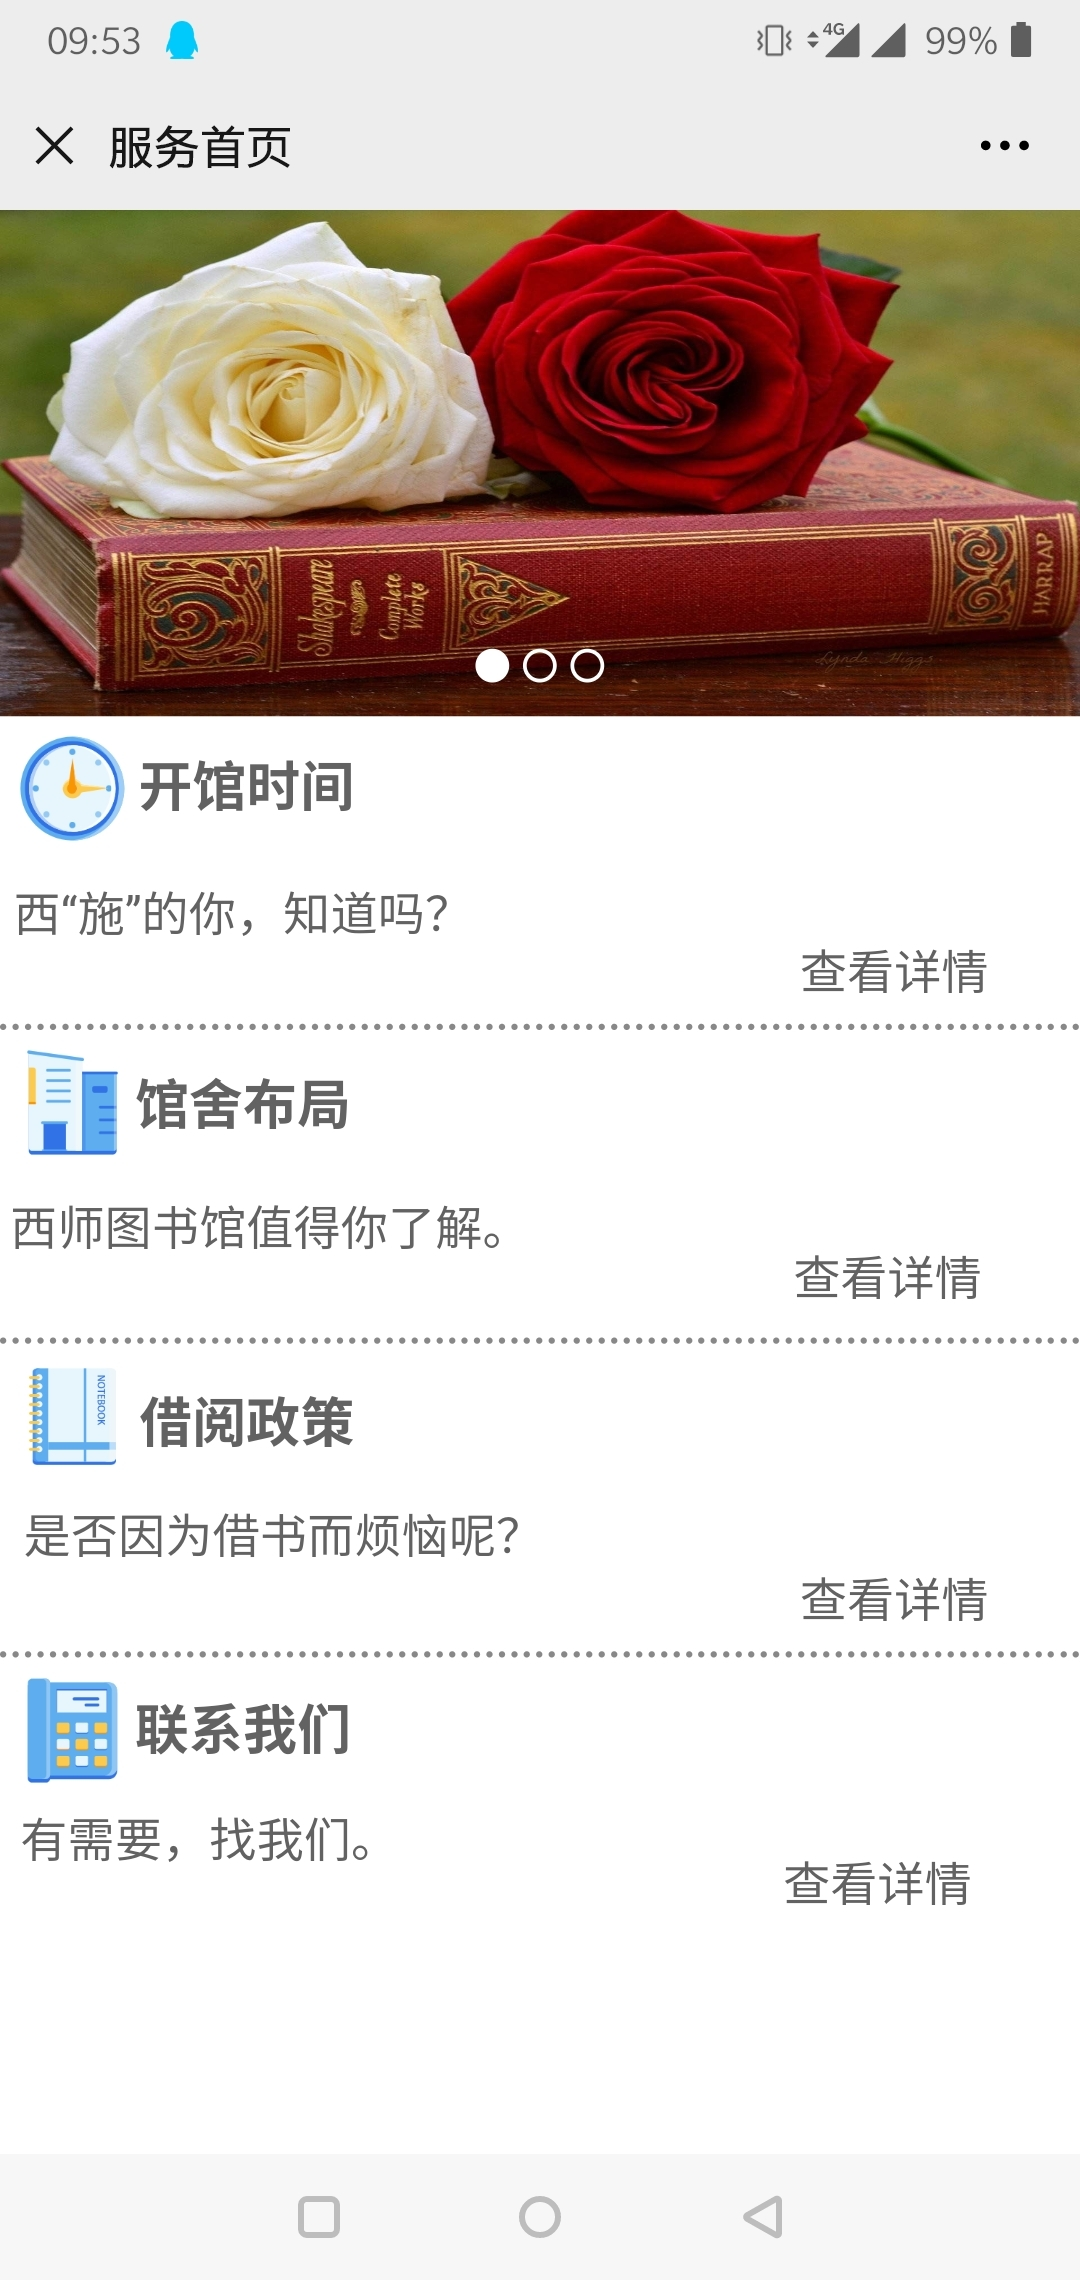 09:53
4G
99%
服务首页
Shakespeare
Complete
Works
HARRAP
Lynda Higgs
开馆时间
西“施”的你，知道吗？
查看详情
馆舍布局
西师图书馆值得你了解。
查看详情
NOTEBOOK
借阅政策
是否因为借书而烦恼呢？
查看详情
联系我们
有需要，找我们。
查看详情